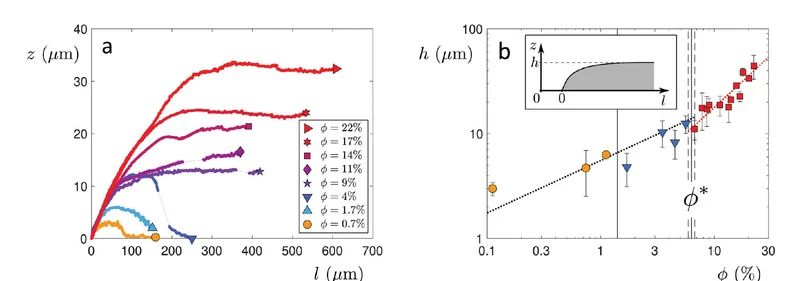 a
z (μm)
40
30
20
10
0
0 100 200 300 400 500 600 700
l (μm)
ϕ = 22%
ϕ = 17%
ϕ = 14%
ϕ = 11%
ϕ = 9%
ϕ = 4%
ϕ = 1.7%
ϕ = 0.7%
b
h (μm)
100
10
1
0.1 0.3 1 3 10 30
ϕ (%)
z
h
0 0 l
ϕ*